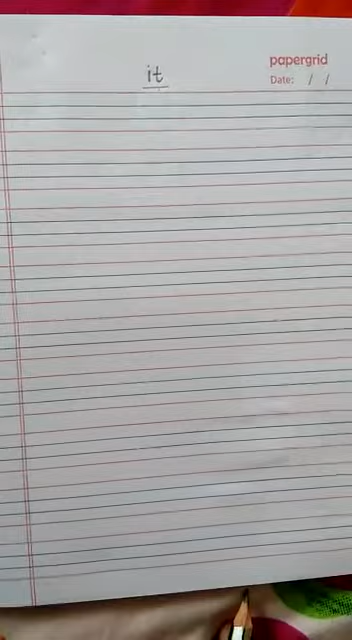 papergrid
it
Date: / /